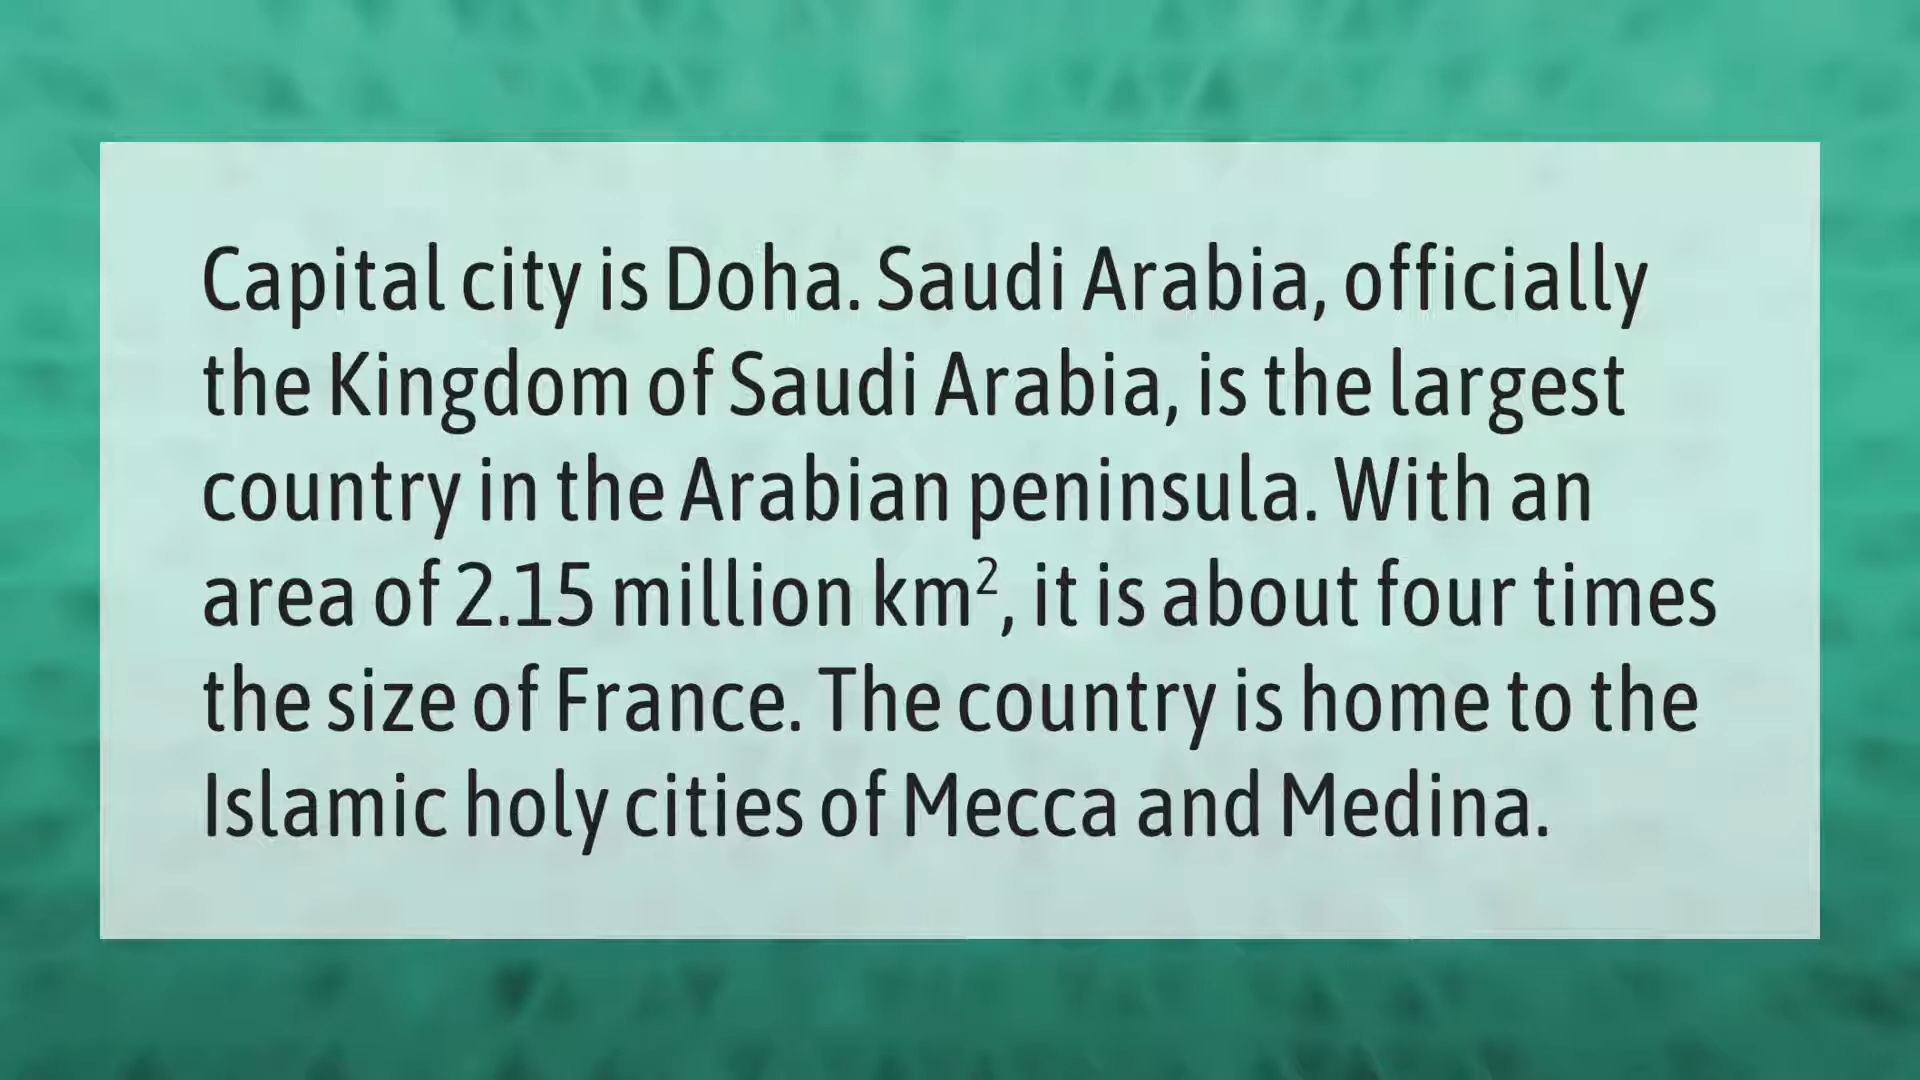 Capital city is Doha. Saudi Arabia, officially
the Kingdom of Saudi Arabia, is the largest
country in the Arabian peninsula. With an
area of 2.15 million km², it is about four times
the size of France. The country is home to the
Islamic holy cities of Mecca and Medina.